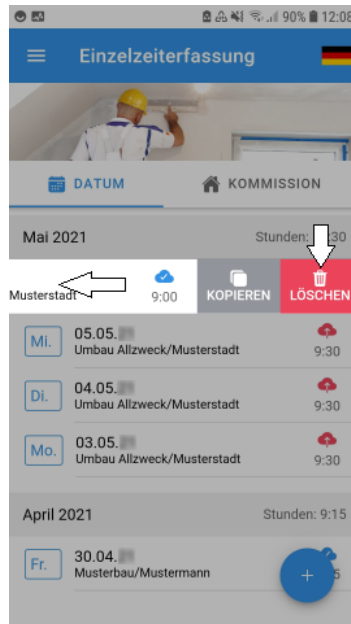 90% 12:08
Einzelzeiterfassung
DATUM
KOMMISSION
Mai 2021
Stunden: 30
Musterstadt
9:00
KOPIEREN
LÖSCHEN
Mi.
05.05.
Umbau Allzweck/Musterstadt
9:30
Di.
04.05.
Umbau Allzweck/Musterstadt
9:30
Mo.
03.05.
Umbau Allzweck/Musterstadt
9:30
April 2021
Stunden: 9:15
Fr.
30.04.
Musterbau/Mustermann
+
5